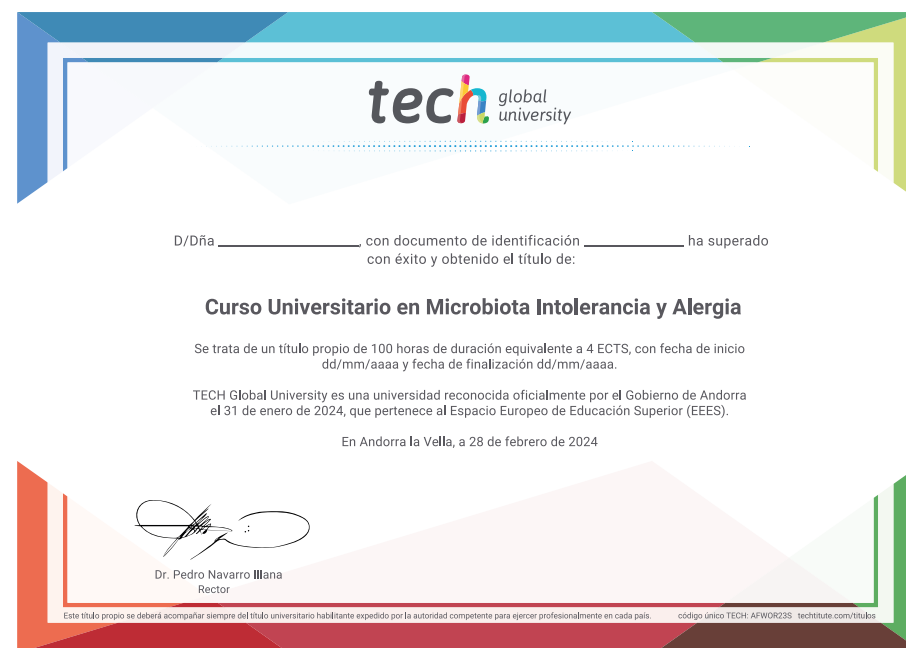 tech global university
D/Dña ____________________, con documento de identificación ______________ ha superado
con éxito y obtenido el título de:
Curso Universitario en Microbiota Intolerancia y Alergia
Se trata de un título propio de 100 horas de duración equivalente a 4 ECTS, con fecha de inicio
dd/mm/aaaa y fecha de finalización dd/mm/aaaa.
TECH Global University es una universidad reconocida oficialmente por el Gobierno de Andorra
el 31 de enero de 2024, que pertenece al Espacio Europeo de Educación Superior (EEES).
En Andorra la Vella, a 28 de febrero de 2024
Dr. Pedro Navarro Illana
Rector
Este título propio se deberá acompañar siempre del título universitario habilitante expedido por la autoridad competente para ejercer profesionalmente en cada país. código único TECH: AFWOR23S techtitute.com/titulos